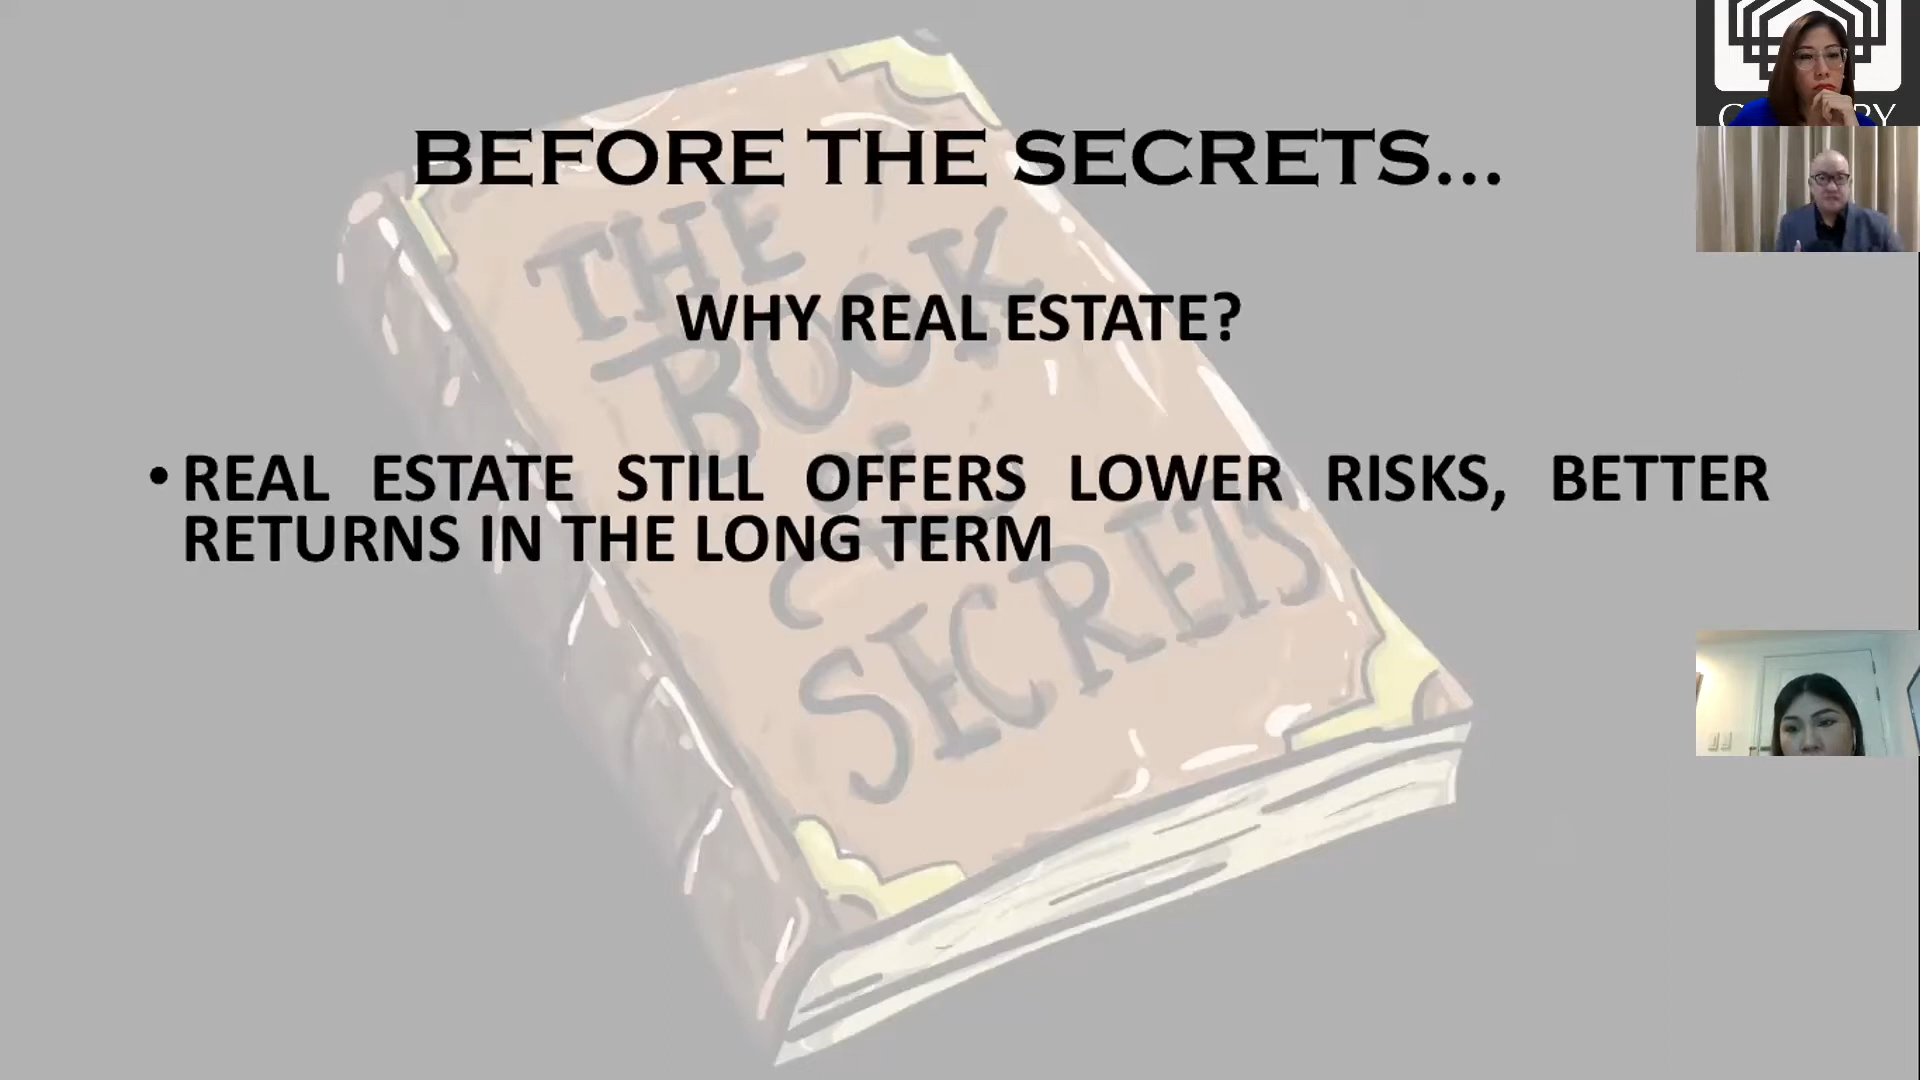 BEFORE THE SECRETS...
WHY REAL ESTATE?
• REAL ESTATE STILL OFFERS LOWER RISKS, BETTER
RETURNS IN THE LONG TERM
THE
BOOK
OF
SECRETS